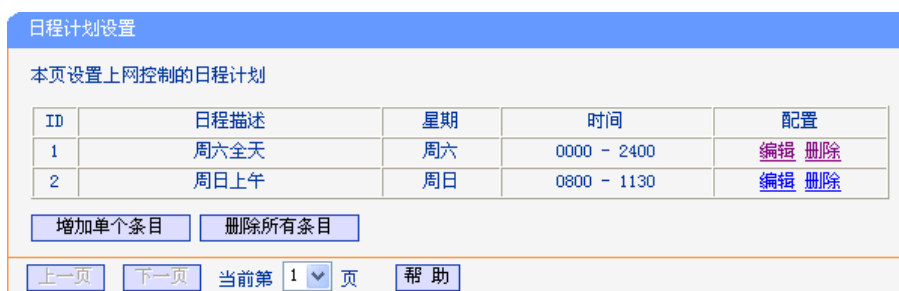 日程计划设置
本页设置上网控制的日程计划
ID 日程描述 星期 时间 配置
1 周六全天 周六 0000 - 2400 编辑 删除
2 周日上午 周日 0800 - 1130 编辑 删除
增加单个条目 删除所有条目
上一页 下一页 当前第 1 页 帮 助